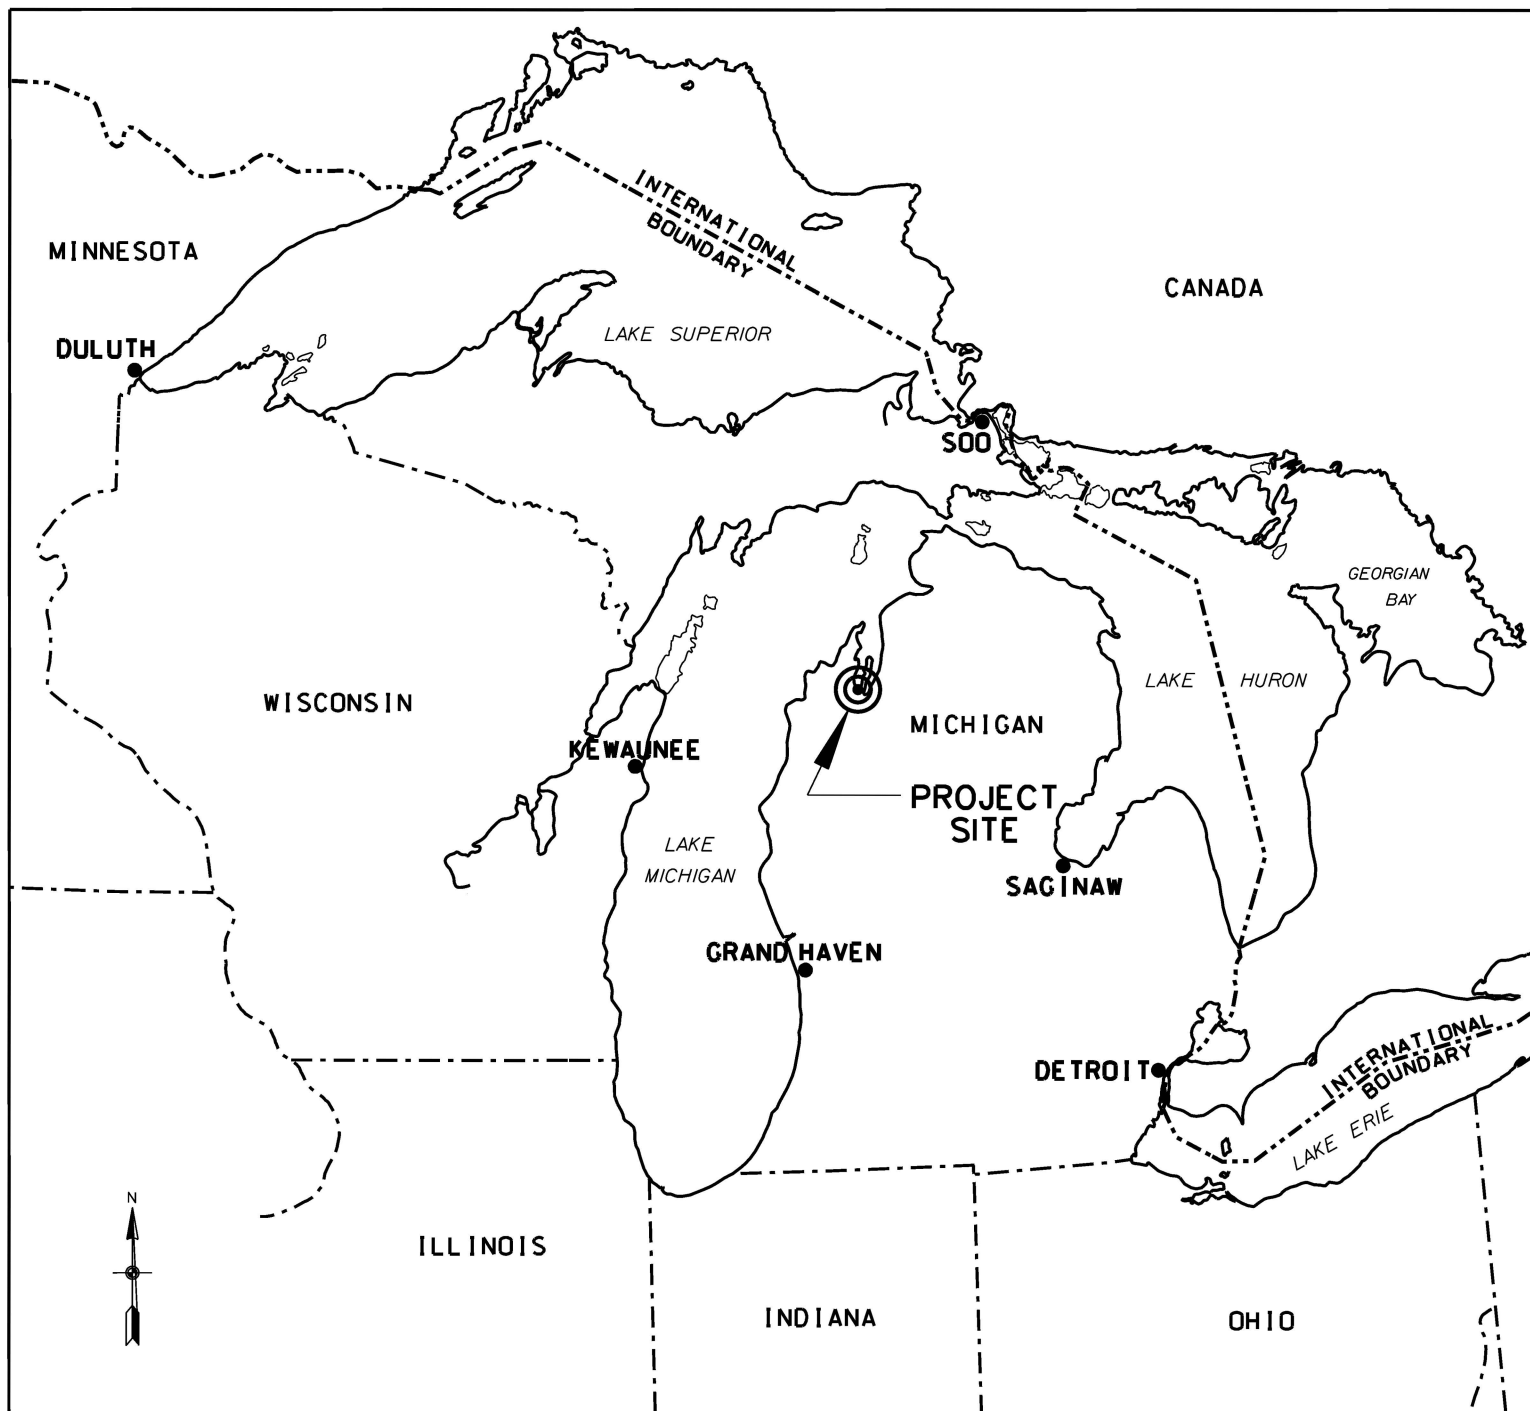 INTERNATIONAL
BOUNDARY
MINNESOTA
CANADA
LAKE SUPERIOR
DULUTH
SOO
GEORGIAN
BAY
LAKE HURON
WISCONSIN
MICHIGAN
KEWAUNEE
PROJECT
SITE
LAKE
MICHIGAN
SAGINAW
GRAND HAVEN
INTERNATIONAL
BOUNDARY
DETROIT
LAKE ERIE
N
ILLINOIS
INDIANA
OHIO